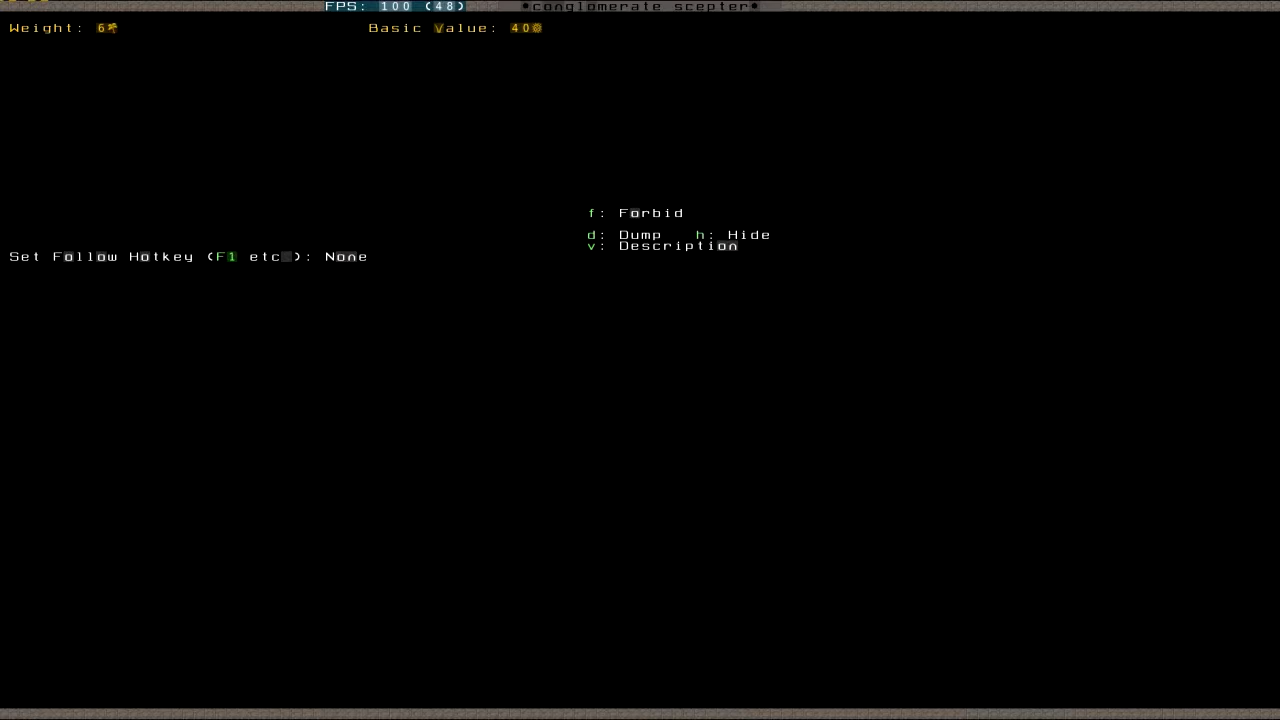 FPS: 100 (48) •conglomerate scepter•
Weight: 6 Basic Value: 40☼
f: Forbid
d: Dump h: Hide
v: Description
Set Follow Hotkey (F1 etc.): None